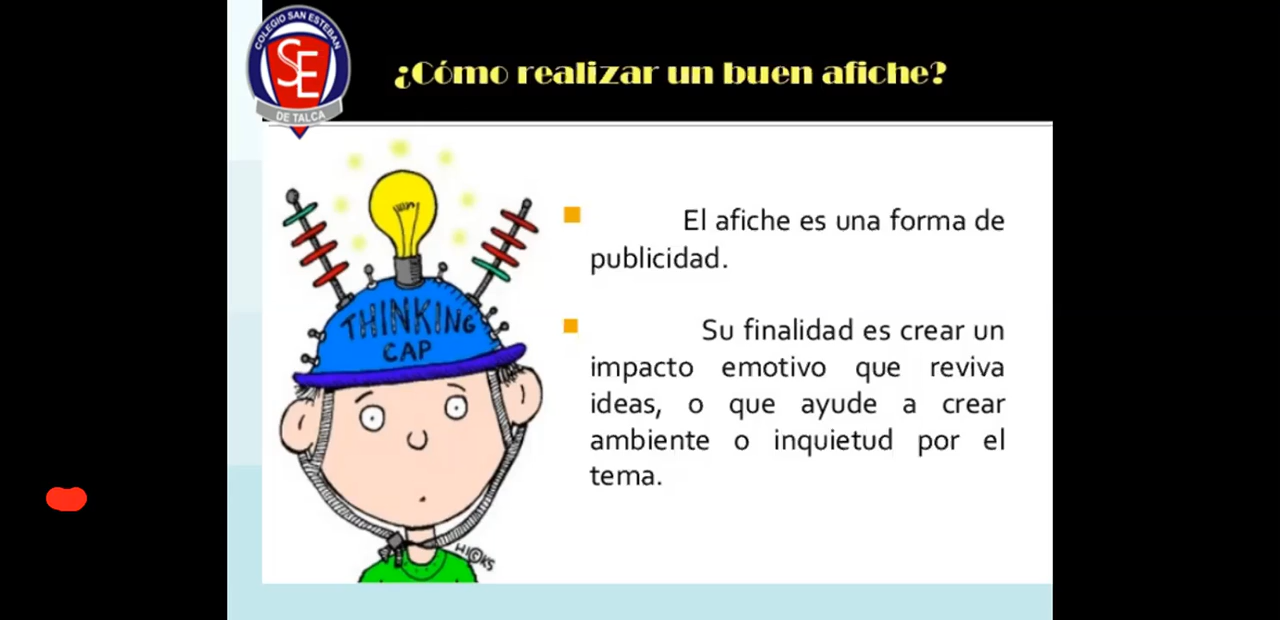 COLEGIO SAN ESTEBAN
SE
DE TALCA
¿Cómo realizar un buen afiche?
THINKING
CAP
El afiche es una forma de
publicidad.
Su finalidad es crear un
impacto emotivo que reviva
ideas, o que ayude a crear
ambiente o inquietud por el
tema.
HICKS